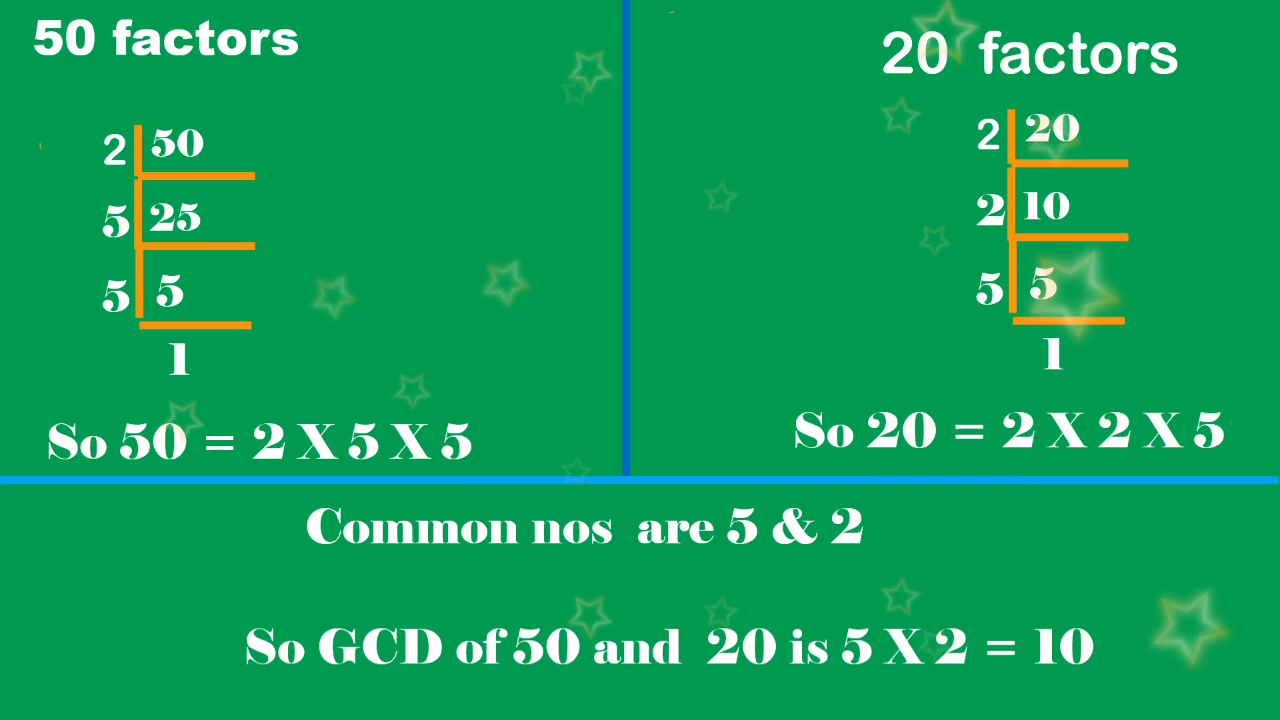 50 factors
2 50
5 25
5 5
1
So 50 = 2 X 5 X 5
20 factors
2 20
2 10
5 5
1
So 20 = 2 X 2 X 5
Common nos are 5 & 2
So GCD of 50 and 20 is 5 X 2 = 10